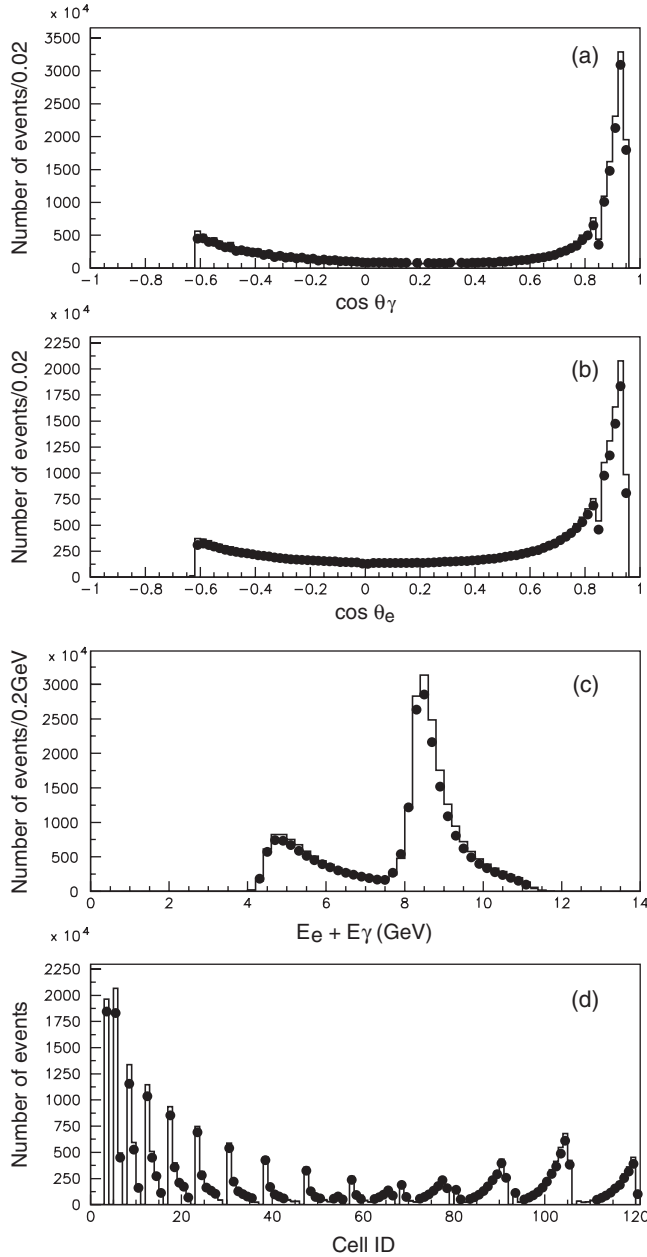 × 10⁴
3500
3000
2500
2000
1500
1000
500
0
Number of events/0.02
(a)
−1 −0.8 −0.6 −0.4 −0.2 0 0.2 0.4 0.6 0.8 1
cos θγ
× 10⁴
2250
2000
1750
1500
1250
1000
750
500
250
0
Number of events/0.02
(b)
−1 −0.8 −0.6 −0.4 −0.2 0 0.2 0.4 0.6 0.8 1
cos θe
× 10⁴
3000
2500
2000
1500
1000
500
0
Number of events/0.2GeV
(c)
0 2 4 6 8 10 12 14
Ee + Eγ (GeV)
× 10⁴
2250
2000
1750
1500
1250
1000
750
500
250
0
Number of events
(d)
0 20 40 60 80 100 120
Cell ID